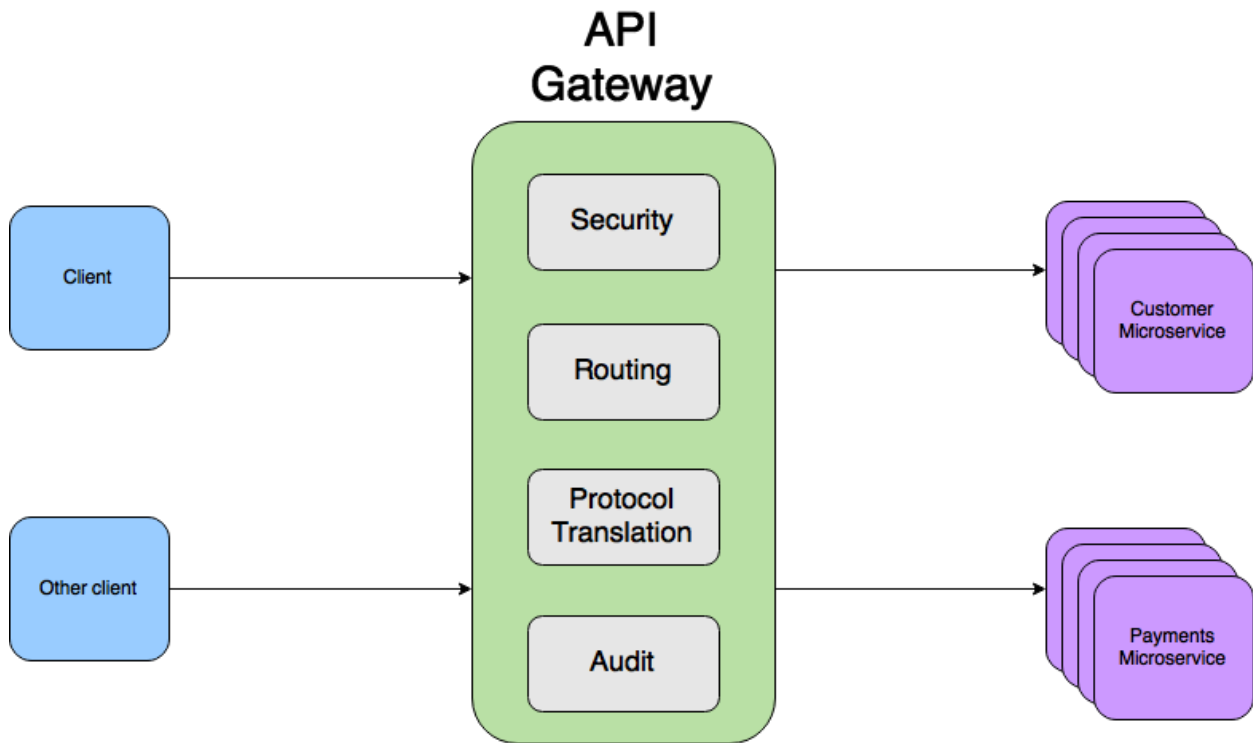 API
Gateway
Security
Client
Customer
Microservice
Routing
Protocol
Translation
Other client
Payments
Microservice
Audit